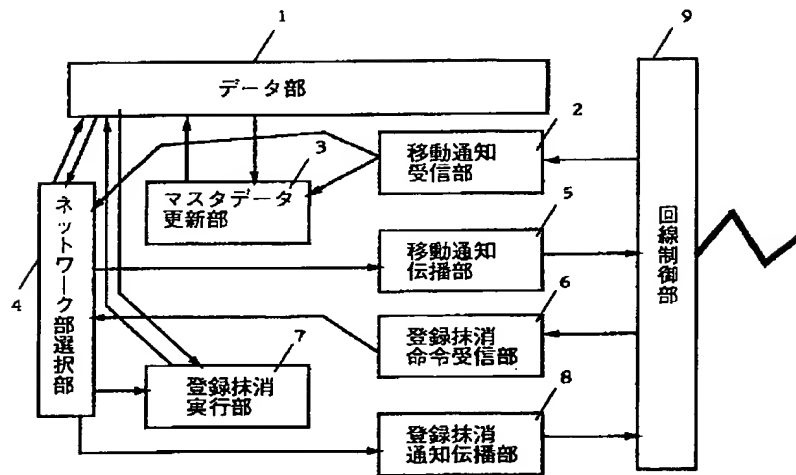 1
9
データ部
2
移動通知
受信部
3
マスタデータ
更新部
5
移動通知
伝播部
回線制御部
ネットワーク部選択部
4
6
登録抹消
命令受信部
7
登録抹消
実行部
8
登録抹消
通知伝播部